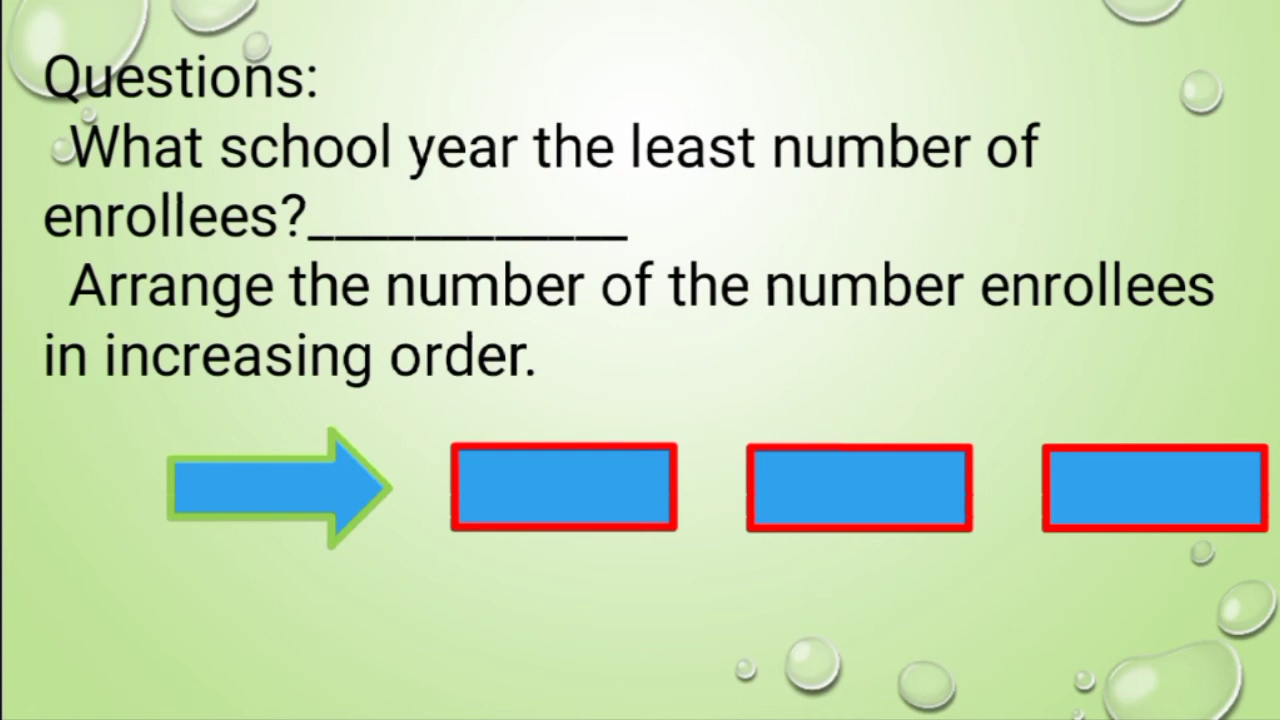 Questions:
What school year the least number of
enrollees?____________
Arrange the number of the number enrollees
in increasing order.